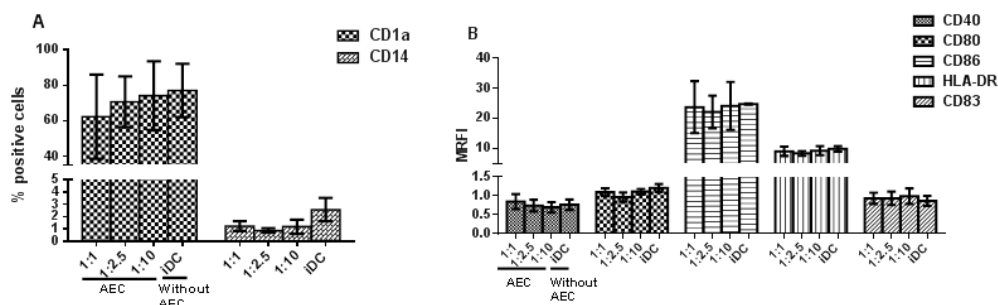 A
CD1a
CD14
% positive cells
100
80
60
40
5
4
3
2
1
0
1:1
1:2.5
1:10
iDC
1:1
1:2.5
1:10
iDC
AEC
Without
AEC
B
CD40
CD80
CD86
HLA-DR
CD83
MRFI
40
30
20
10
1.5
1.0
0.5
0.0
1:1
1:2.5
1:10
iDC
1:1
1:2.5
1:10
iDC
1:1
1:2.5
1:10
iDC
1:1
1:2.5
1:10
iDC
1:1
1:2.5
1:10
iDC
AEC
Without
AEC